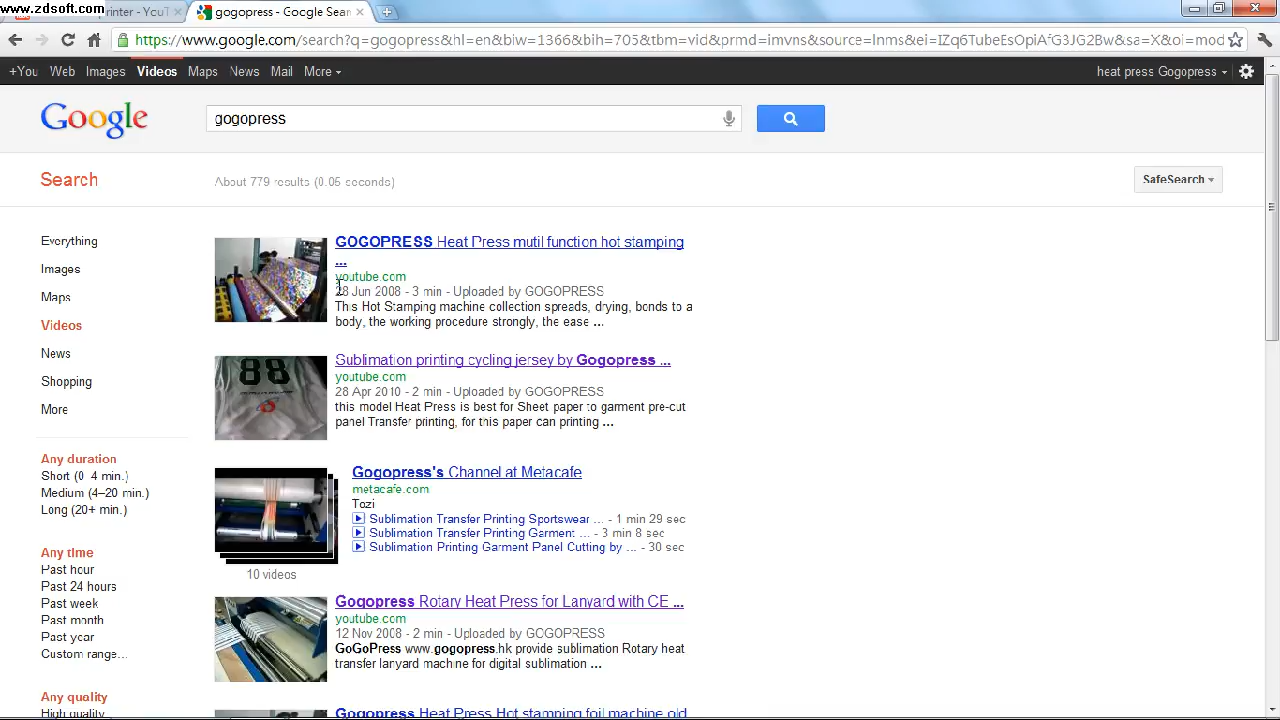 www.zdsoft.com
rinter - YouT
gogopress - Google Sear
https://www.google.com/search?q=gogopress&hl=en&biw=1366&bih=705&tbm=vid&prmd=imvns&source=lnms&ei=
+You Web Images Videos Maps News Mail More
heat press Gogopress
Google
gogopress
Search
About 779 results (0.05 seconds)
SafeSearch
Everything
Images
Maps
Videos
News
Shopping
More
Any duration
Short (0–4 min.)
Medium (4–20 min.)
Long (20+ min.)
Any time
Past hour
Past 24 hours
Past week
Past month
Past year
Custom range...
Any quality
High quality
GOGOPRESS Heat Press mutil function hot stamping
...
youtube.com
28 Jun 2008 - 3 min - Uploaded by GOGOPRESS
This Hot Stamping machine collection spreads, drying, bonds to a
body, the working procedure strongly, the ease ...
88
Sublimation printing cycling jersey by Gogopress ...
youtube.com
28 Apr 2010 - 2 min - Uploaded by GOGOPRESS
this model Heat Press is best for Sheet paper to garment pre-cut
panel Transfer printing, for this paper can printing ...
Gogopress's Channel at Metacafe
metacafe.com
Tozi
Sublimation Transfer Printing Sportswear ... - 1 min 29 sec
Sublimation Transfer Printing Garment ... - 3 min 8 sec
Sublimation Printing Garment Panel Cutting by ... - 30 sec
10 videos
Gogopress Rotary Heat Press for Lanyard with CE ...
youtube.com
12 Nov 2008 - 2 min - Uploaded by GOGOPRESS
GoGoPress www.gogopress.hk provide sublimation Rotary heat
transfer lanyard machine for digital sublimation ...
Gogopress Heat Press Hot stamping foil machine old